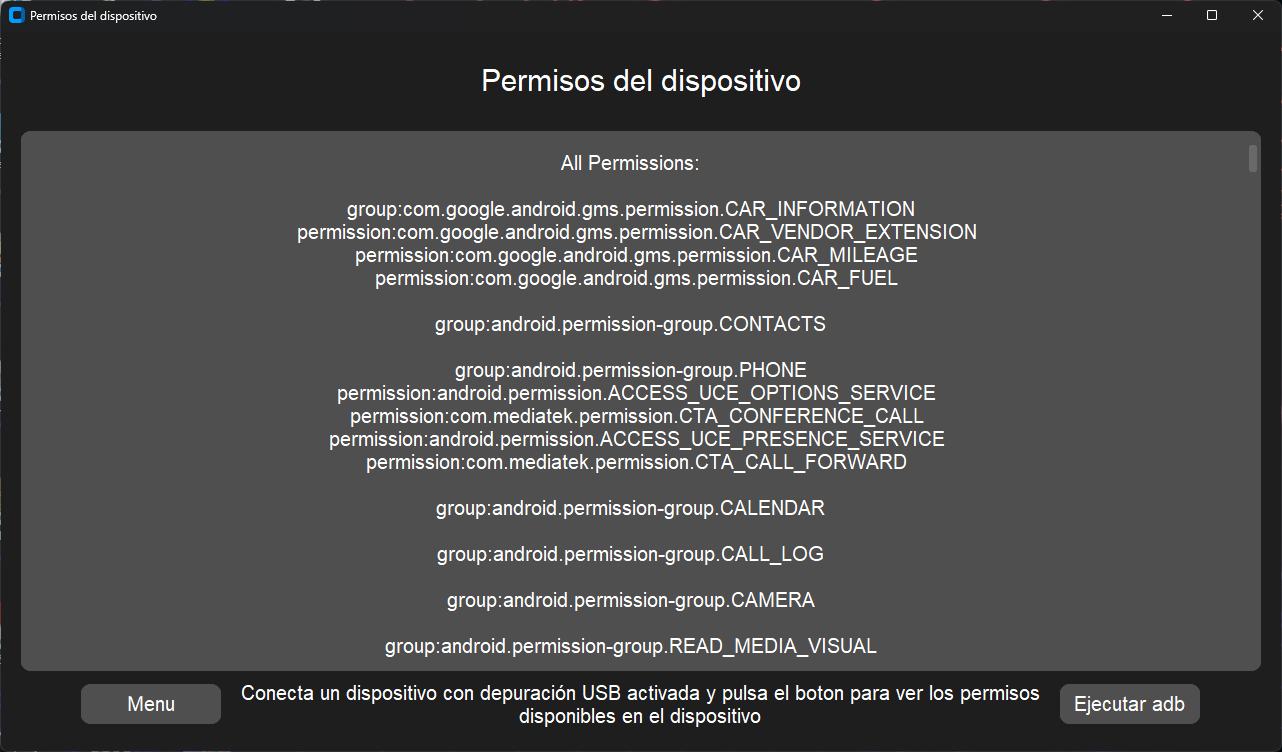 Permisos del dispositivo
Permisos del dispositivo
All Permissions:
group:com.google.android.gms.permission.CAR_INFORMATION
permission:com.google.android.gms.permission.CAR_VENDOR_EXTENSION
permission:com.google.android.gms.permission.CAR_MILEAGE
permission:com.google.android.gms.permission.CAR_FUEL
group:android.permission-group.CONTACTS
group:android.permission-group.PHONE
permission:android.permission.ACCESS_UCE_OPTIONS_SERVICE
permission:com.mediatek.permission.CTA_CONFERENCE_CALL
permission:android.permission.ACCESS_UCE_PRESENCE_SERVICE
permission:com.mediatek.permission.CTA_CALL_FORWARD
group:android.permission-group.CALENDAR
group:android.permission-group.CALL_LOG
group:android.permission-group.CAMERA
group:android.permission-group.READ_MEDIA_VISUAL
Menu
Conecta un dispositivo con depuración USB activada y pulsa el boton para ver los permisos
disponibles en el dispositivo
Ejecutar adb